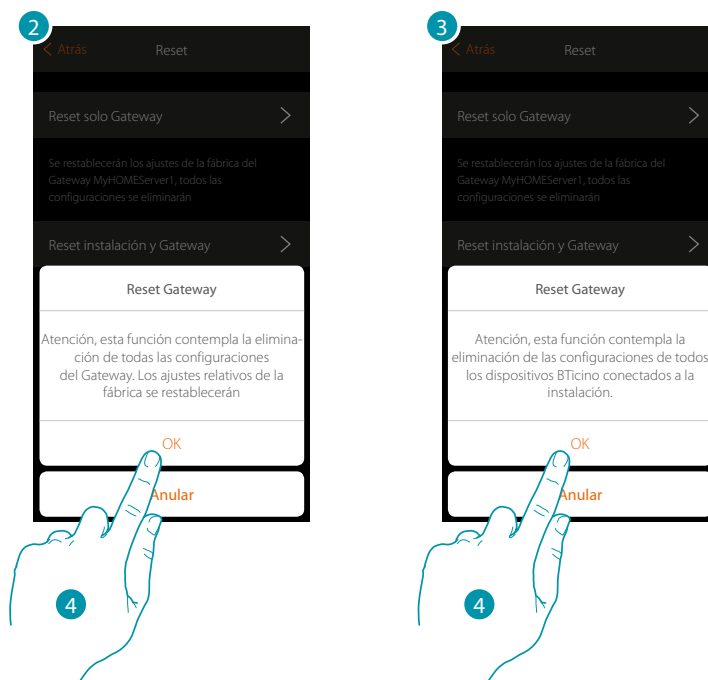 2
Atrás
Reset
Reset solo Gateway
Se restablecerán los ajustes de la fábrica del
Gateway MyHOMEServer1, todos las
configuraciones se eliminarán
Reset instalación y Gateway
Reset Gateway
Atención, esta función contempla la elimina-
ción de todas las configuraciones
del Gateway. Los ajustes relativos de la
fábrica se restablecerán
OK
Anular
4
3
Atrás
Reset
Reset solo Gateway
Se restablecerán los ajustes de la fábrica del
Gateway MyHOMEServer1, todos las
configuraciones se eliminarán
Reset instalación y Gateway
Reset Gateway
Atención, esta función contempla la
eliminación de las configuraciones de todos
los dispositivos BTicino conectados a la
instalación.
OK
Anular
4